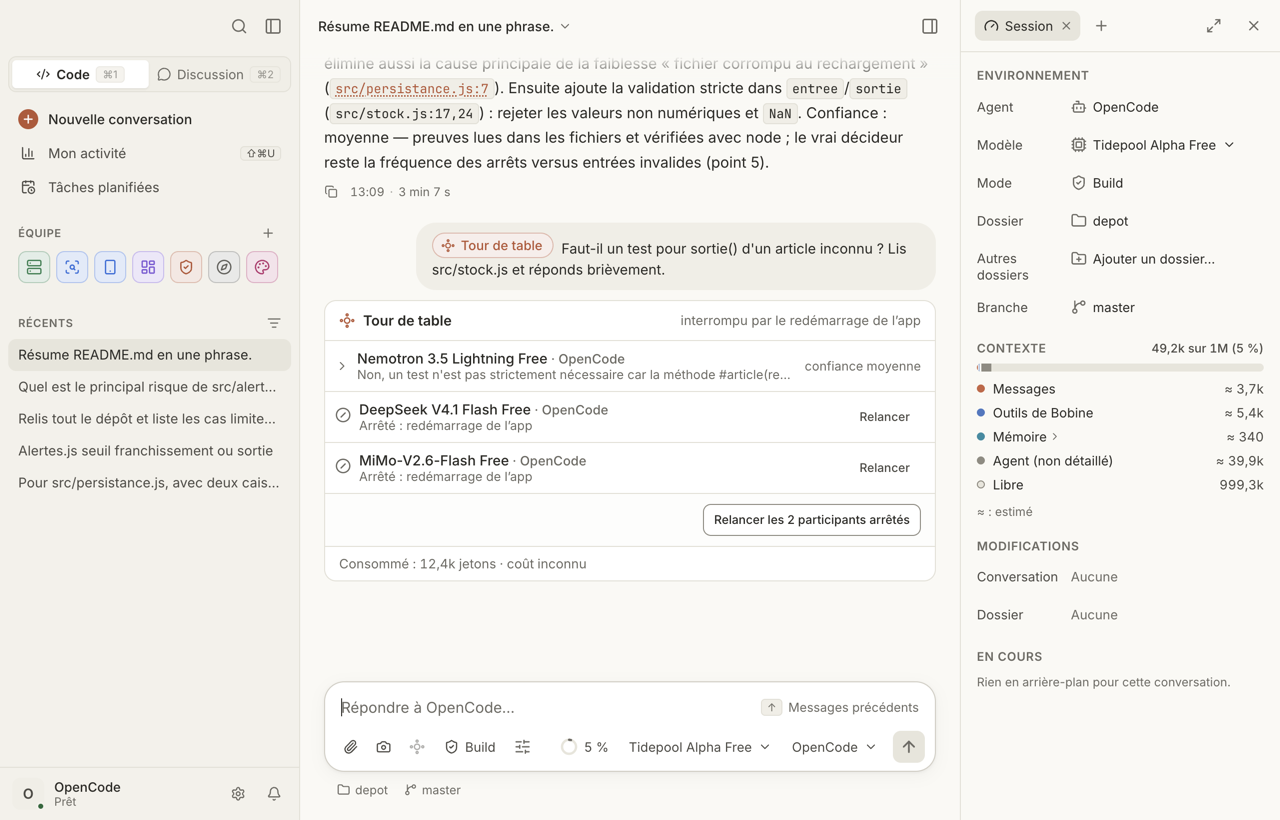 Code ⌘1
Discussion ⌘2
Nouvelle conversation
Mon activité ⇧⌘U
Tâches planifiées
ÉQUIPE
RÉCENTS
Résume README.md en une phrase.
Quel est le principal risque de src/alert…
Relis tout le dépôt et liste les cas limite…
Alertes.js seuil franchissement ou sortie
Pour src/persistance.js, avec deux cais…
O
OpenCode
Prêt
Résume README.md en une phrase.
élimine aussi la cause principale de la faiblesse « fichier corrompu au rechargement »
(src/persistance.js:7). Ensuite ajoute la validation stricte dans entree/sortie
(src/stock.js:17,24) : rejeter les valeurs non numériques et NaN. Confiance :
moyenne — preuves lues dans les fichiers et vérifiées avec node ; le vrai décideur
reste la fréquence des arrêts versus entrées invalides (point 5).
13:09 · 3 min 7 s
Tour de table Faut-il un test pour sortie() d'un article inconnu ? Lis
src/stock.js et réponds brièvement.
Tour de table interrompu par le redémarrage de l’app
Nemotron 3.5 Lightning Free · OpenCode
Non, un test n'est pas strictement nécessaire car la méthode #article(re… confiance moyenne
DeepSeek V4.1 Flash Free · OpenCode
Arrêté : redémarrage de l’app
Relancer
MiMo-V2.6-Flash Free · OpenCode
Arrêté : redémarrage de l’app
Relancer
Relancer les 2 participants arrêtés
Consommé : 12,4k jetons · coût inconnu
Répondre à OpenCode… Messages précédents
Build 5 % Tidepool Alpha Free OpenCode
depot master
Session
ENVIRONNEMENT
Agent OpenCode
Modèle Tidepool Alpha Free
Mode Build
Dossier depot
Autres dossiers Ajouter un dossier…
Branche master
CONTEXTE 49,2k sur 1M (5 %)
Messages ≈ 3,7k
Outils de Bobine ≈ 5,4k
Mémoire ≈ 340
Agent (non détaillé) ≈ 39,9k
Libre 999,3k
≈ : estimé
MODIFICATIONS
Conversation Aucune
Dossier Aucune
EN COURS
Rien en arrière-plan pour cette conversation.